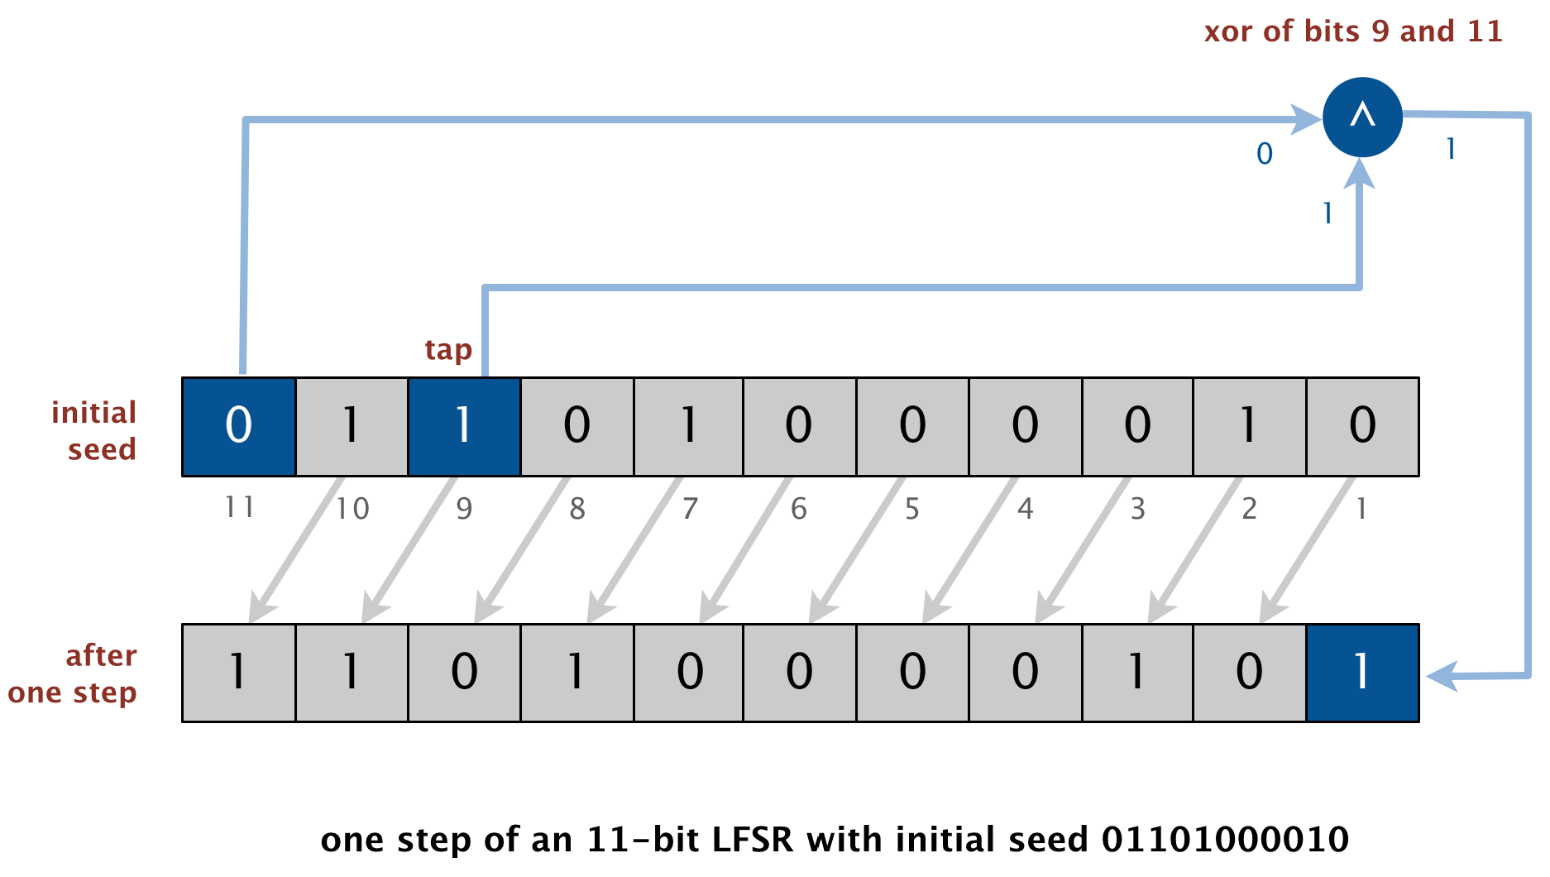 xor of bits 9 and 11
^
0
1
1
tap
initial
seed
0 1 1 0 1 0 0 0 0 1 0
11 10 9 8 7 6 5 4 3 2 1
after
one step
1 1 0 1 0 0 0 0 1 0 1
one step of an 11-bit LFSR with initial seed 01101000010